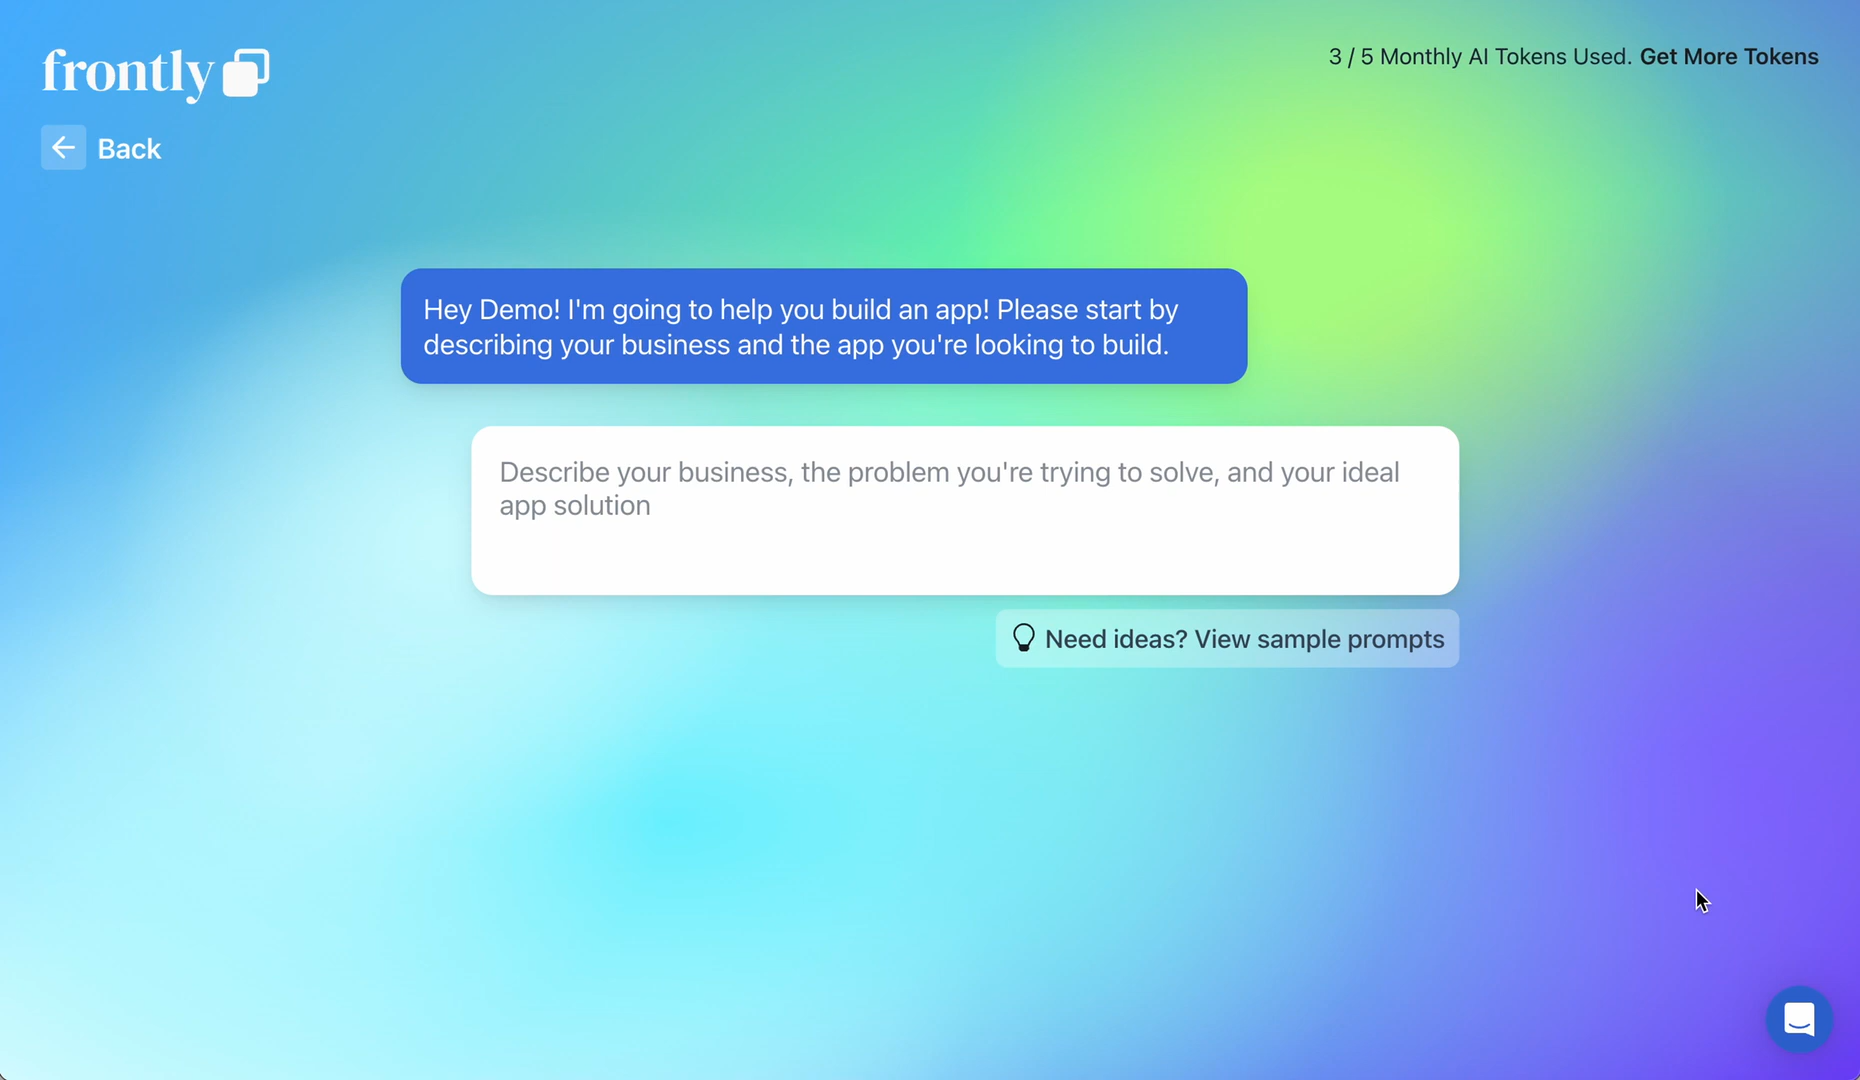 frontly
3 / 5 Monthly AI Tokens Used. Get More Tokens
Back
Hey Demo! I'm going to help you build an app! Please start by
describing your business and the app you're looking to build.
Describe your business, the problem you're trying to solve, and your ideal
app solution
Need ideas? View sample prompts